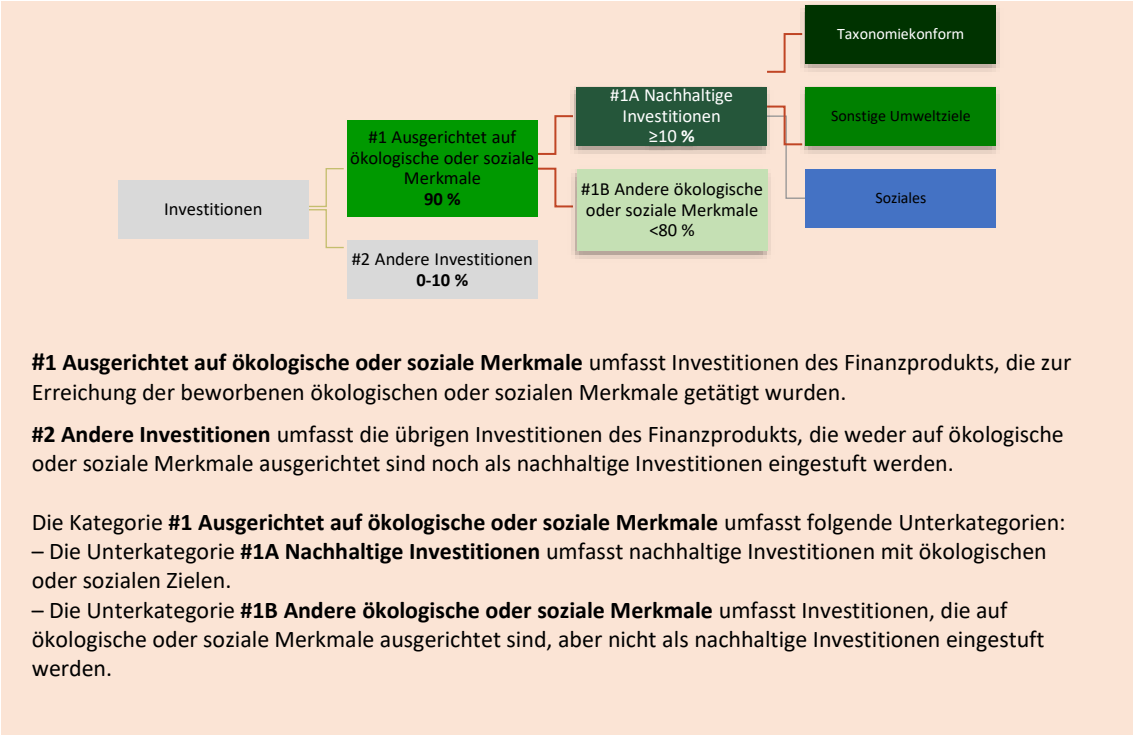 Taxonomiekonform
#1A Nachhaltige
Investitionen
≥10 %
Sonstige Umweltziele
#1 Ausgerichtet auf
ökologische oder soziale
Merkmale
90 %
#1B Andere ökologische
oder soziale Merkmale
<80 %
Soziales
Investitionen
#2 Andere Investitionen
0-10 %
#1 Ausgerichtet auf ökologische oder soziale Merkmale umfasst Investitionen des Finanzprodukts, die zur
Erreichung der beworbenen ökologischen oder sozialen Merkmale getätigt wurden.
#2 Andere Investitionen umfasst die übrigen Investitionen des Finanzprodukts, die weder auf ökologische
oder soziale Merkmale ausgerichtet sind noch als nachhaltige Investitionen eingestuft werden.
Die Kategorie #1 Ausgerichtet auf ökologische oder soziale Merkmale umfasst folgende Unterkategorien:
– Die Unterkategorie #1A Nachhaltige Investitionen umfasst nachhaltige Investitionen mit ökologischen
oder sozialen Zielen.
– Die Unterkategorie #1B Andere ökologische oder soziale Merkmale umfasst Investitionen, die auf
ökologische oder soziale Merkmale ausgerichtet sind, aber nicht als nachhaltige Investitionen eingestuft
werden.